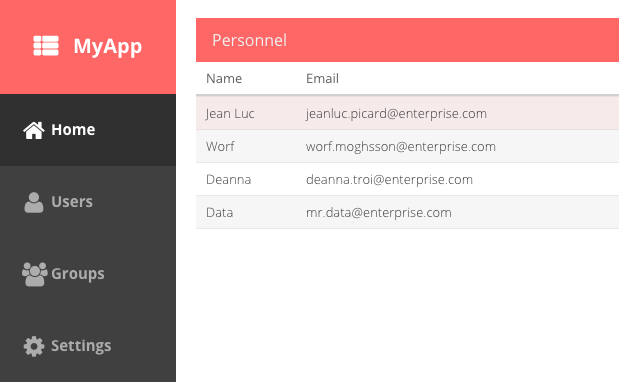 MyApp
Home
Users
Groups
Settings
Personnel
Name Email
Jean Luc jeanluc.picard@enterprise.com
Worf worf.moghsson@enterprise.com
Deanna deanna.troi@enterprise.com
Data mr.data@enterprise.com